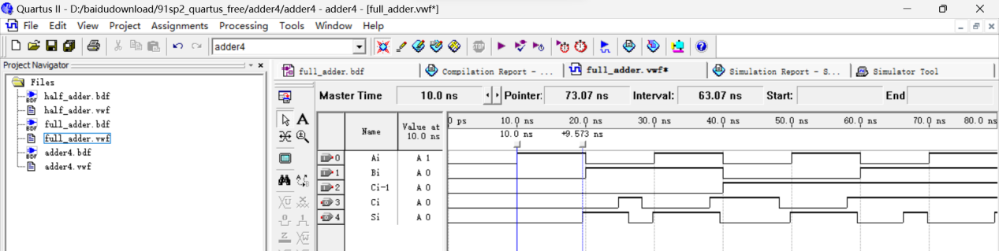 Quartus II - D:/baidudownload/91sp2_quartus_free/adder4/adder4 - adder4 - [full_adder.vwf*]
File Edit View Project Assignments Processing Tools Window Help
adder4
STOP
Project Navigator
full_adder.bdf Compilation Report - ... full_adder.vwf* Simulation Report - S... Simulator Tool
Files
BDF half_adder.bdf
half_adder.vwf
BDF full_adder.bdf
full_adder.vwf
BDF adder4.bdf
adder4.vwf
Master Time 10.0 ns Pointer: 73.07 ns Interval: 63.07 ns Start: End
A
Name Value at 10.0 ns
0 ps 10.0 ns 20.0 ns 30.0 ns 40.0 ns 50.0 ns 60.0 ns 70.0 ns 80.0 ns
10.0 ns +9.573 ns
0 Ai A 1
1 Bi A 0
2 Ci-1 A 0
3 Ci A 0
4 Si A 0